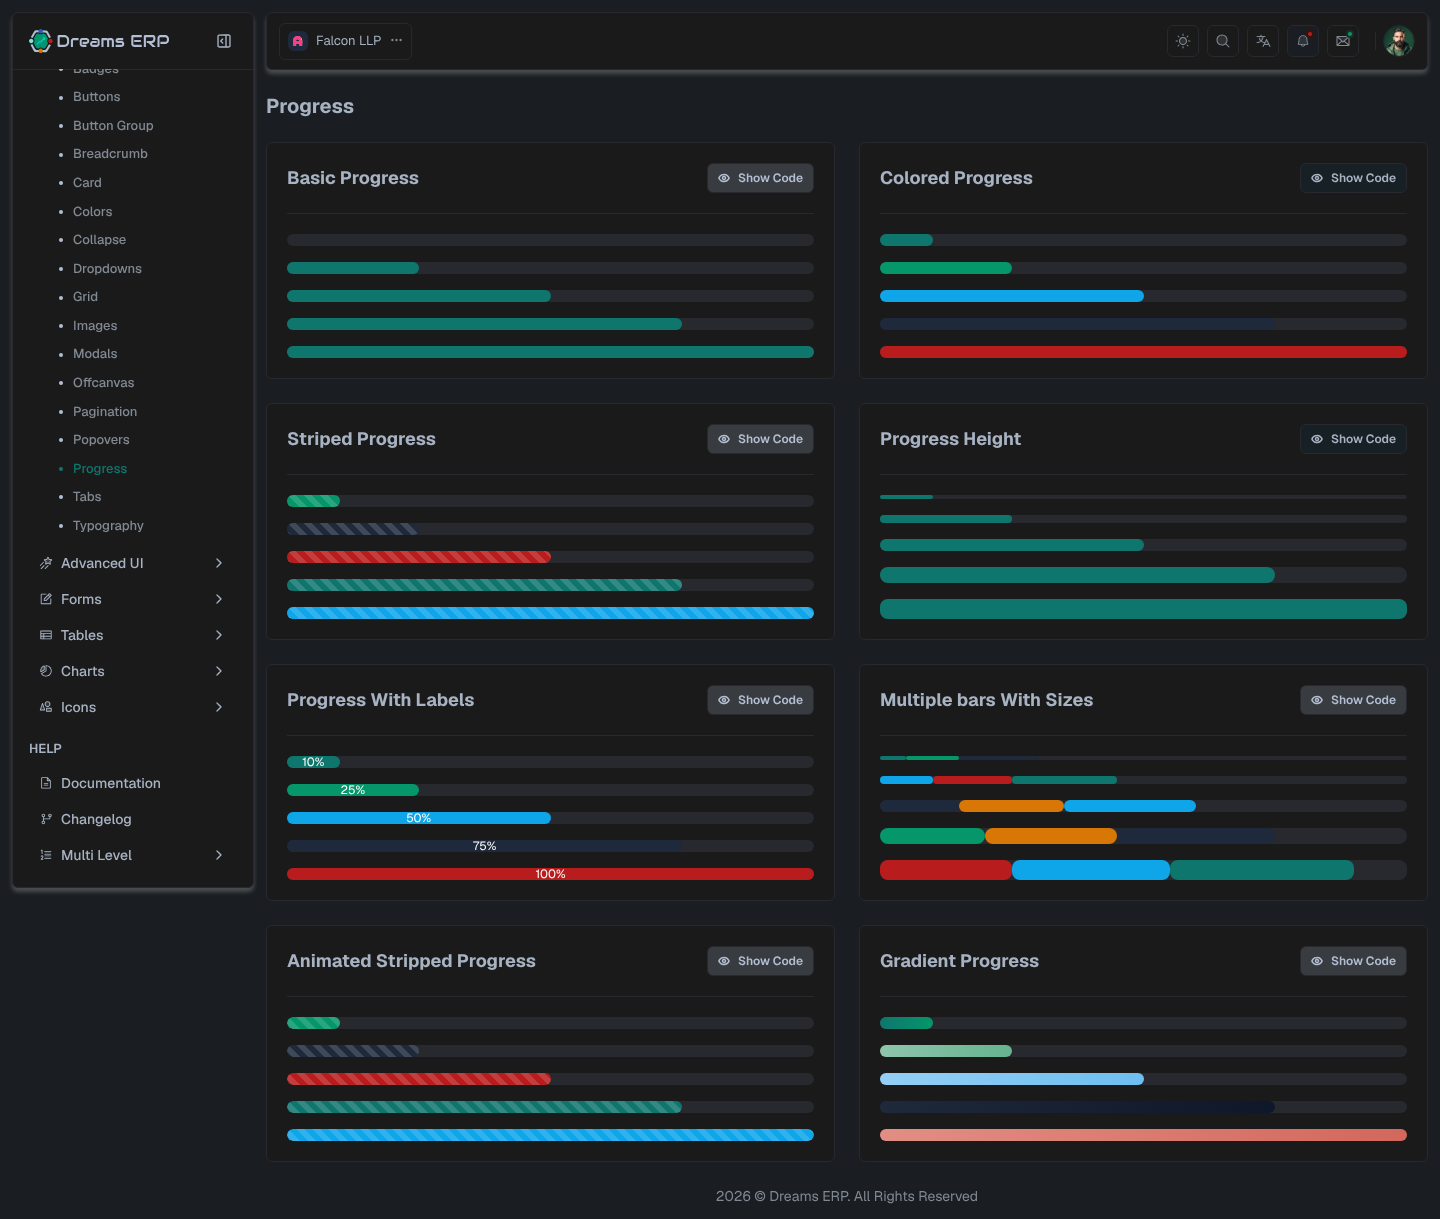 Dreams ERP
Falcon LLP
Badges
Buttons
Button Group
Breadcrumb
Card
Colors
Collapse
Dropdowns
Grid
Images
Modals
Offcanvas
Pagination
Popovers
Progress
Tabs
Typography
Advanced UI
Forms
Tables
Charts
Icons
HELP
Documentation
Changelog
Multi Level
Progress
Basic Progress
Show Code
Colored Progress
Show Code
Striped Progress
Show Code
Progress Height
Show Code
Progress With Labels
Show Code
10%
25%
50%
75%
100%
Multiple bars With Sizes
Show Code
Animated Stripped Progress
Show Code
Gradient Progress
Show Code
2026 © Dreams ERP. All Rights Reserved